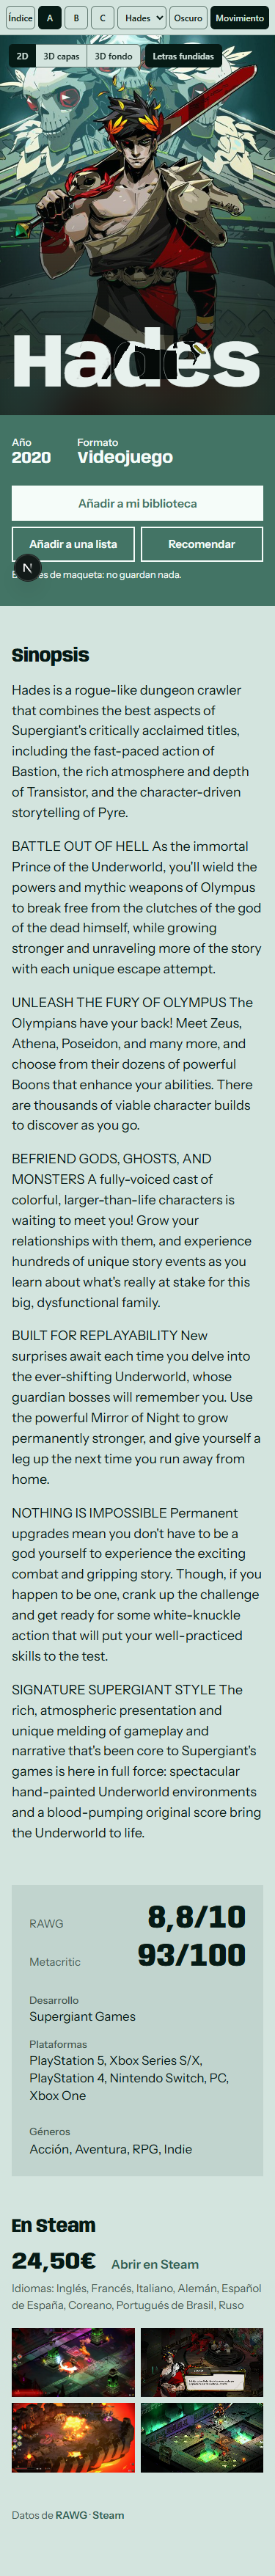 Índice A B C Hades Oscuro Movimiento
2D 3D capas 3D fondo Letras fundidas
Hades
Año Formato
2020 Videojuego
Añadir a mi biblioteca
Añadir a una lista Recomendar
de maqueta: no guardan nada.
N
Sinopsis
Hades is a rogue-like dungeon crawler
that combines the best aspects of
Supergiant's critically acclaimed titles,
including the fast-paced action of
Bastion, the rich atmosphere and depth
of Transistor, and the character-driven
storytelling of Pyre.
BATTLE OUT OF HELL As the immortal
Prince of the Underworld, you'll wield the
powers and mythic weapons of Olympus
to break free from the clutches of the god
of the dead himself, while growing
stronger and unraveling more of the story
with each unique escape attempt.
UNLEASH THE FURY OF OLYMPUS The
Olympians have your back! Meet Zeus,
Athena, Poseidon, and many more, and
choose from their dozens of powerful
Boons that enhance your abilities. There
are thousands of viable character builds
to discover as you go.
BEFRIEND GODS, GHOSTS, AND
MONSTERS A fully-voiced cast of
colorful, larger-than-life characters is
waiting to meet you! Grow your
relationships with them, and experience
hundreds of unique story events as you
learn about what's really at stake for this
big, dysfunctional family.
BUILT FOR REPLAYABILITY New
surprises await each time you delve into
the ever-shifting Underworld, whose
guardian bosses will remember you. Use
the powerful Mirror of Night to grow
permanently stronger, and give yourself a
leg up the next time you run away from
home.
NOTHING IS IMPOSSIBLE Permanent
upgrades mean you don't have to be a
god yourself to experience the exciting
combat and gripping story. Though, if you
happen to be one, crank up the challenge
and get ready for some white-knuckle
action that will put your well-practiced
skills to the test.
SIGNATURE SUPERGIANT STYLE The
rich, atmospheric presentation and
unique melding of gameplay and
narrative that's been core to Supergiant's
games is here in full force: spectacular
hand-painted Underworld environments
and a blood-pumping original score bring
the Underworld to life.
RAWG 8,8/10
Metacritic 93/100
Desarrollo
Supergiant Games
Plataformas
PlayStation 5, Xbox Series S/X,
PlayStation 4, Nintendo Switch, PC,
Xbox One
Géneros
Acción, Aventura, RPG, Indie
En Steam
24,50€ Abrir en Steam
Idiomas: Inglés, Francés, Italiano, Alemán, Español
de España, Coreano, Portugués de Brasil, Ruso
Datos de RAWG · Steam